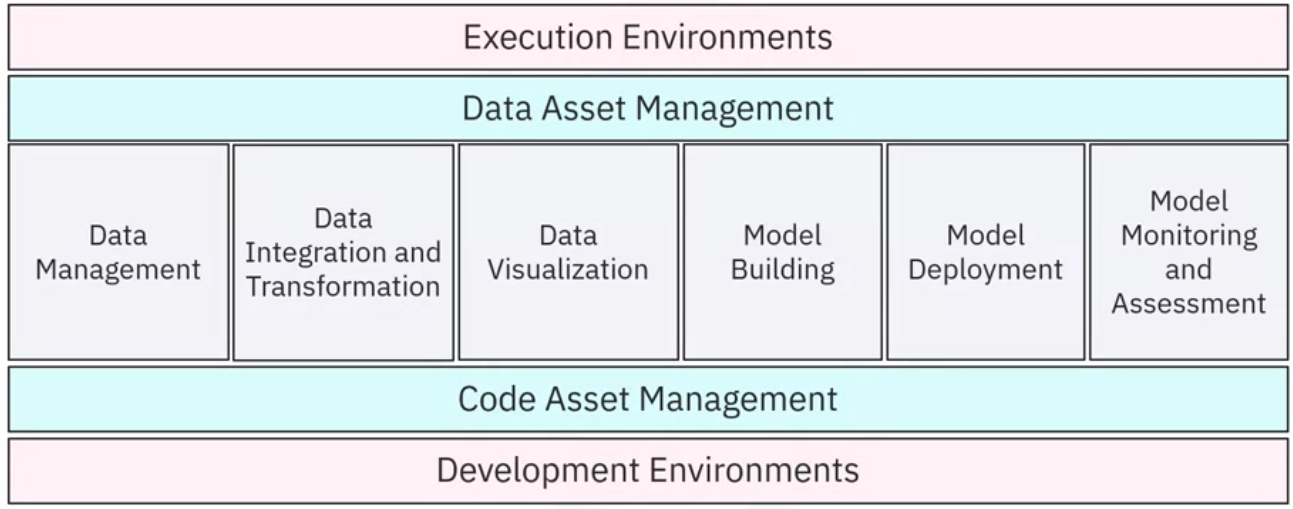 Execution Environments
Data Asset Management
Data
Management
Data
Integration and
Transformation
Data
Visualization
Model
Building
Model
Deployment
Model
Monitoring
and
Assessment
Code Asset Management
Development Environments